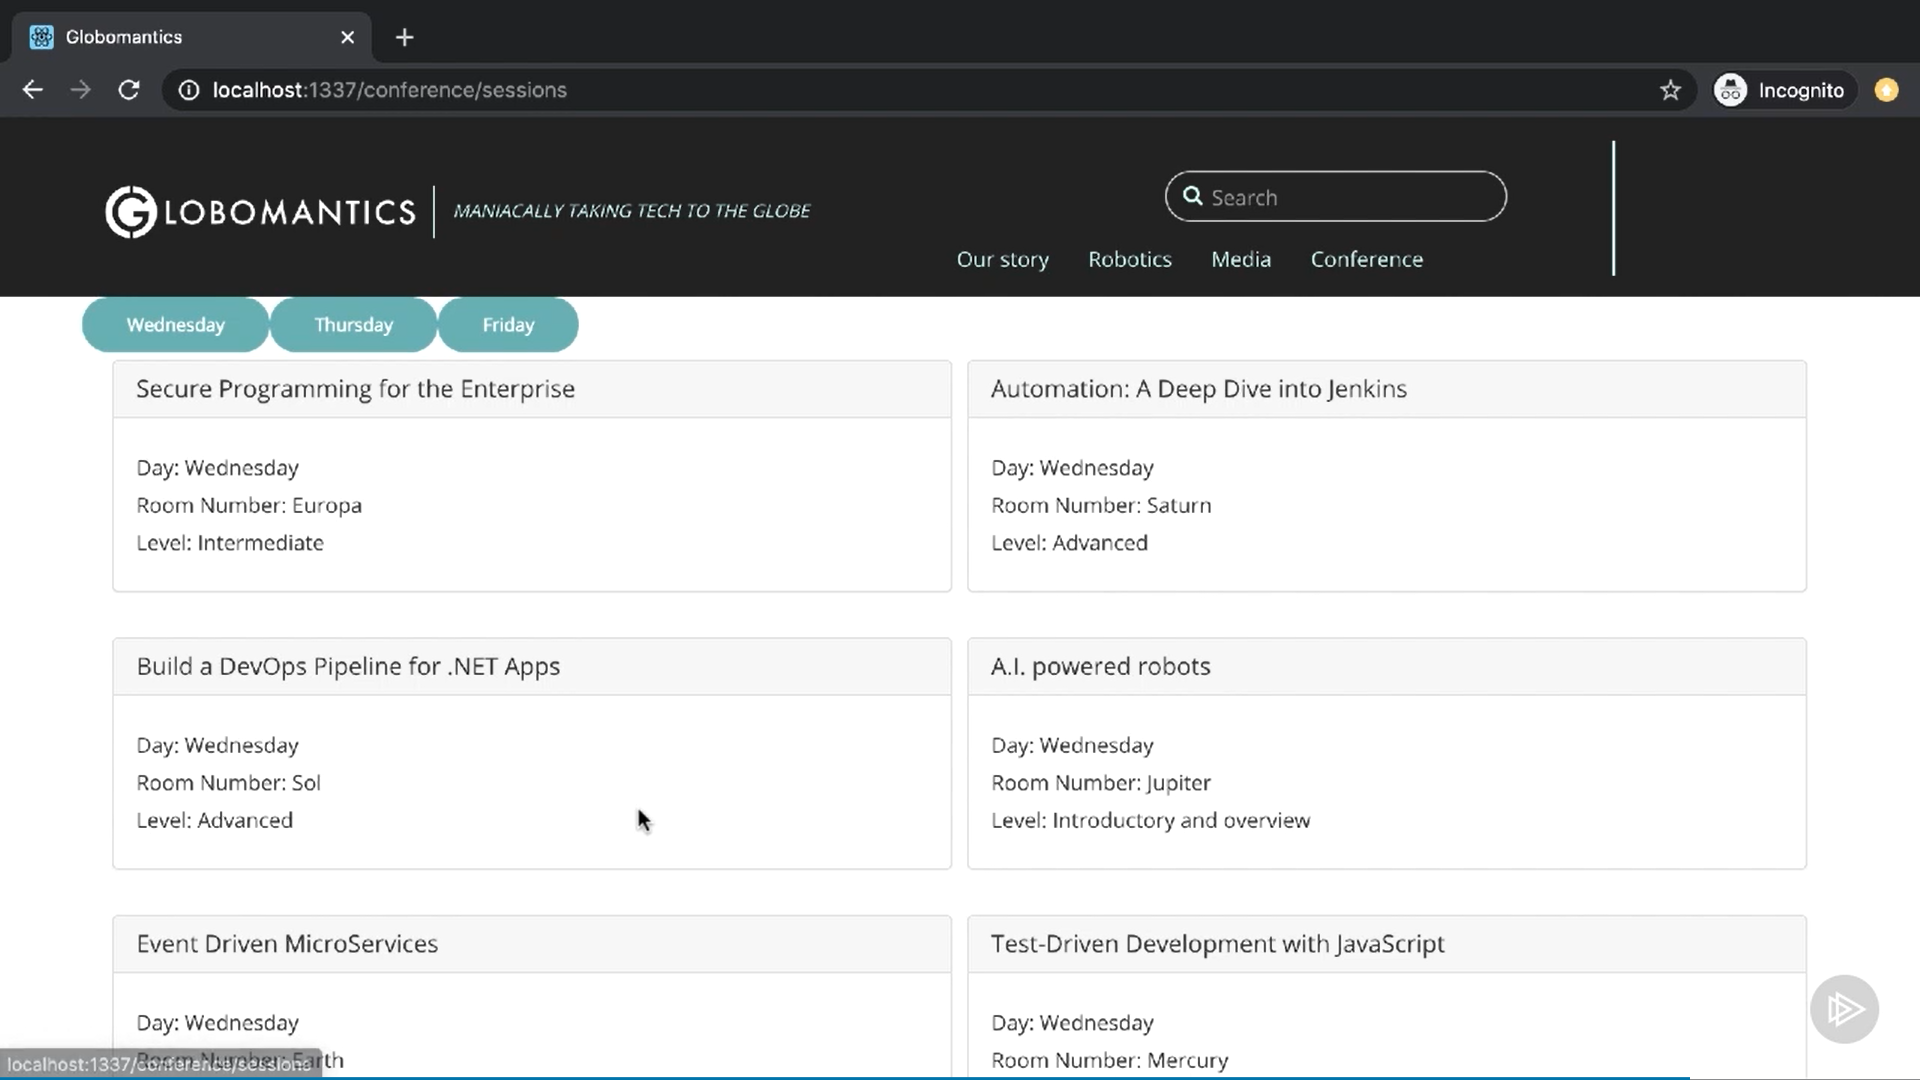 Globomantics
localhost:1337/conference/sessions
Incognito
GLOBOMANTICS
MANIACALLY TAKING TECH TO THE GLOBE
Search
Our story Robotics Media Conference
Wednesday Thursday Friday
Secure Programming for the Enterprise
Day: Wednesday
Room Number: Europa
Level: Intermediate
Automation: A Deep Dive into Jenkins
Day: Wednesday
Room Number: Saturn
Level: Advanced
Build a DevOps Pipeline for .NET Apps
Day: Wednesday
Room Number: Sol
Level: Advanced
A.I. powered robots
Day: Wednesday
Room Number: Jupiter
Level: Introductory and overview
Event Driven MicroServices
Day: Wednesday
Room Number: Earth
Test-Driven Development with JavaScript
Day: Wednesday
Room Number: Mercury
localhost:1337/conference/sessions